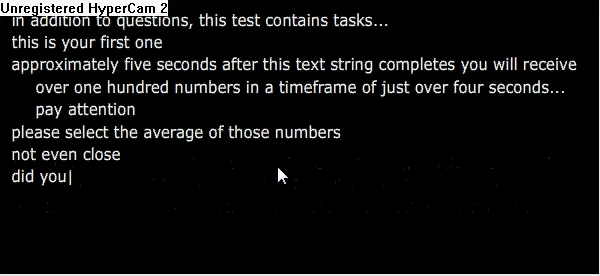 Unregistered HyperCam 2
in addition to questions, this test contains tasks...
this is your first one
approximately five seconds after this text string completes you will receive
over one hundred numbers in a timeframe of just over four seconds...
pay attention
please select the average of those numbers
not even close
did you|